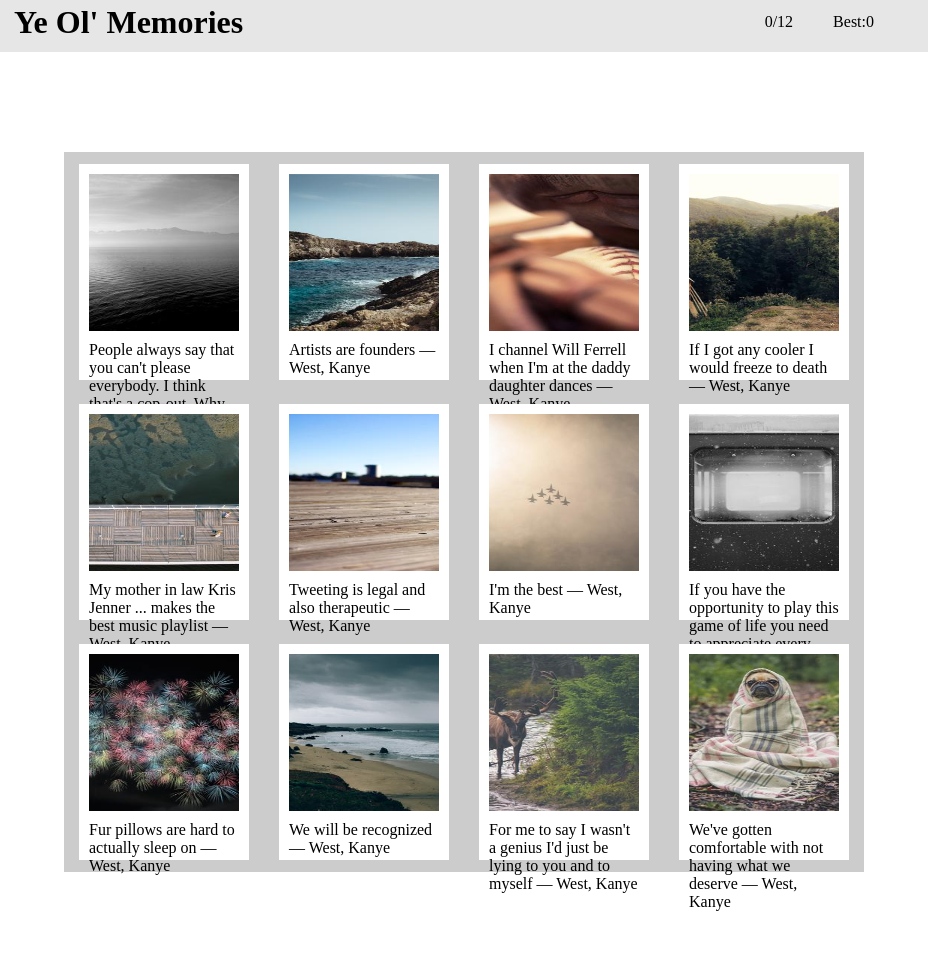 Ye Ol' Memories
0/12
Best:0
People always say that
you can't please
everybody. I think
that's a cop-out. Why
Artists are founders —
West, Kanye
I channel Will Ferrell
when I'm at the daddy
daughter dances —
West, Kanye
If I got any cooler I
would freeze to death
— West, Kanye
My mother in law Kris
Jenner ... makes the
best music playlist —
West, Kanye
Tweeting is legal and
also therapeutic —
West, Kanye
I'm the best — West,
Kanye
If you have the
opportunity to play this
game of life you need
to appreciate every
Fur pillows are hard to
actually sleep on —
West, Kanye
We will be recognized
— West, Kanye
For me to say I wasn't
a genius I'd just be
lying to you and to
myself — West, Kanye
We've gotten
comfortable with not
having what we
deserve — West,
Kanye